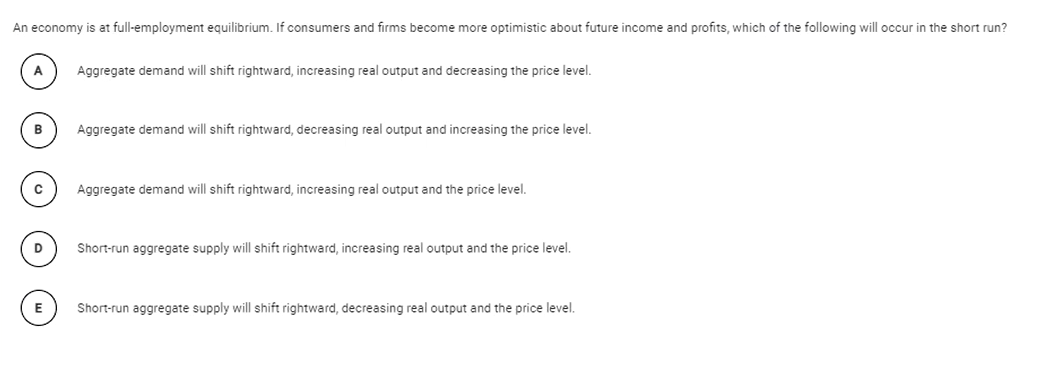 An economy is at full-employment equilibrium. If consumers and firms become more optimistic about future income and profits, which of the following will occur in the short run?
A Aggregate demand will shift rightward, increasing real output and decreasing the price level.
B Aggregate demand will shift rightward, decreasing real output and increasing the price level.
C Aggregate demand will shift rightward, increasing real output and the price level.
D Short-run aggregate supply will shift rightward, increasing real output and the price level.
E Short-run aggregate supply will shift rightward, decreasing real output and the price level.